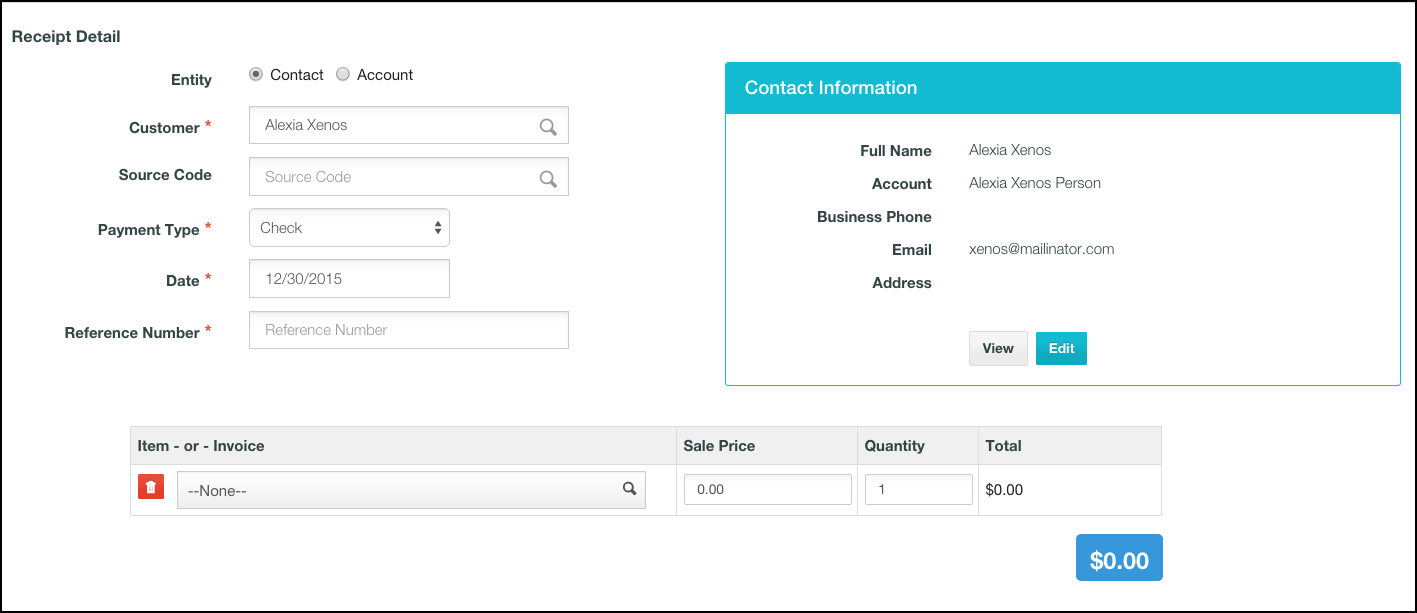 Receipt Detail
Entity Contact Account
Customer * Alexia Xenos
Source Code Source Code
Payment Type * Check
Date * 12/30/2015
Reference Number * Reference Number
Contact Information
Full Name Alexia Xenos
Account Alexia Xenos Person
Business Phone
Email xenos@mailinator.com
Address
View Edit
Item - or - Invoice Sale Price Quantity Total
--None-- 0.00 1 $0.00
$0.00